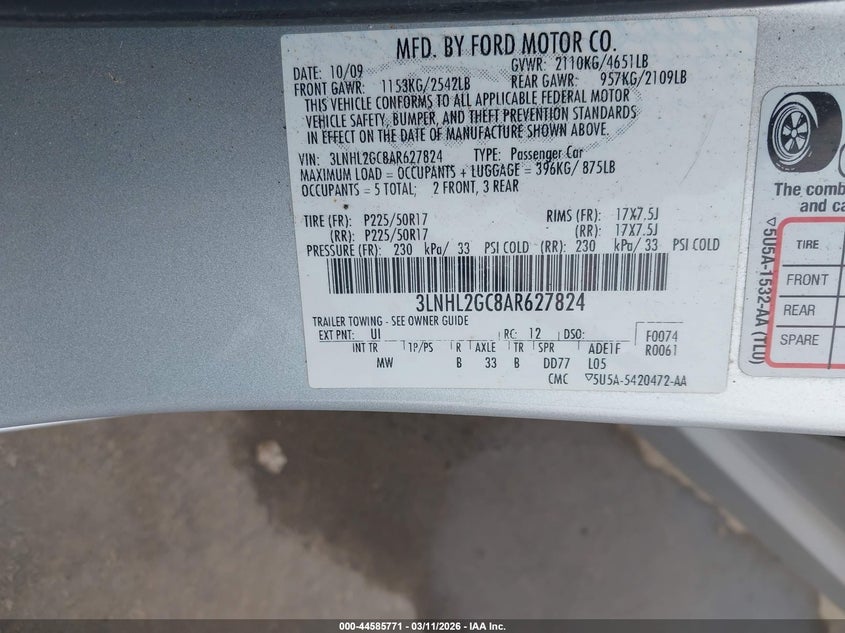 MFD. BY FORD MOTOR CO.
DATE: 10/09
GVWR: 2110KG/4651LB
FRONT GAWR: 1153KG/2542LB
REAR GAWR: 957KG/2109LB
THIS VEHICLE CONFORMS TO ALL APPLICABLE FEDERAL MOTOR
VEHICLE SAFETY, BUMPER, AND THEFT PREVENTION STANDARDS
IN EFFECT ON THE DATE OF MANUFACTURE SHOWN ABOVE.
VIN: 3LNHL2GC8AR627824 TYPE: Passenger Car
MAXIMUM LOAD = OCCUPANTS + LUGGAGE = 396KG/ 875LB
OCCUPANTS = 5 TOTAL; 2 FRONT, 3 REAR
TIRE (FR): P225/50R17 RIMS (FR): 17X7.5J
(RR): P225/50R17 (RR): 17X7.5J
PRESSURE (FR): 230 kPa/ 33 PSI COLD (RR): 230 kPa/ 33 PSI COLD
3LNHL2GC8AR627824
TRAILER TOWING - SEE OWNER GUIDE
EXT PNT: UI RC: 12 DSO: F0074
INT TR 1P/PS R AXLE TR SPR ADE1F R0061
MW B 33 B DD77 L05
CMC ▽5U5A-5420472-AA
The comb
and ca
▽5U5A-1532-AA (TLO)
TIRE
FRONT
REAR
SPARE
000-44585771 - 03/11/2026 - IAA Inc.